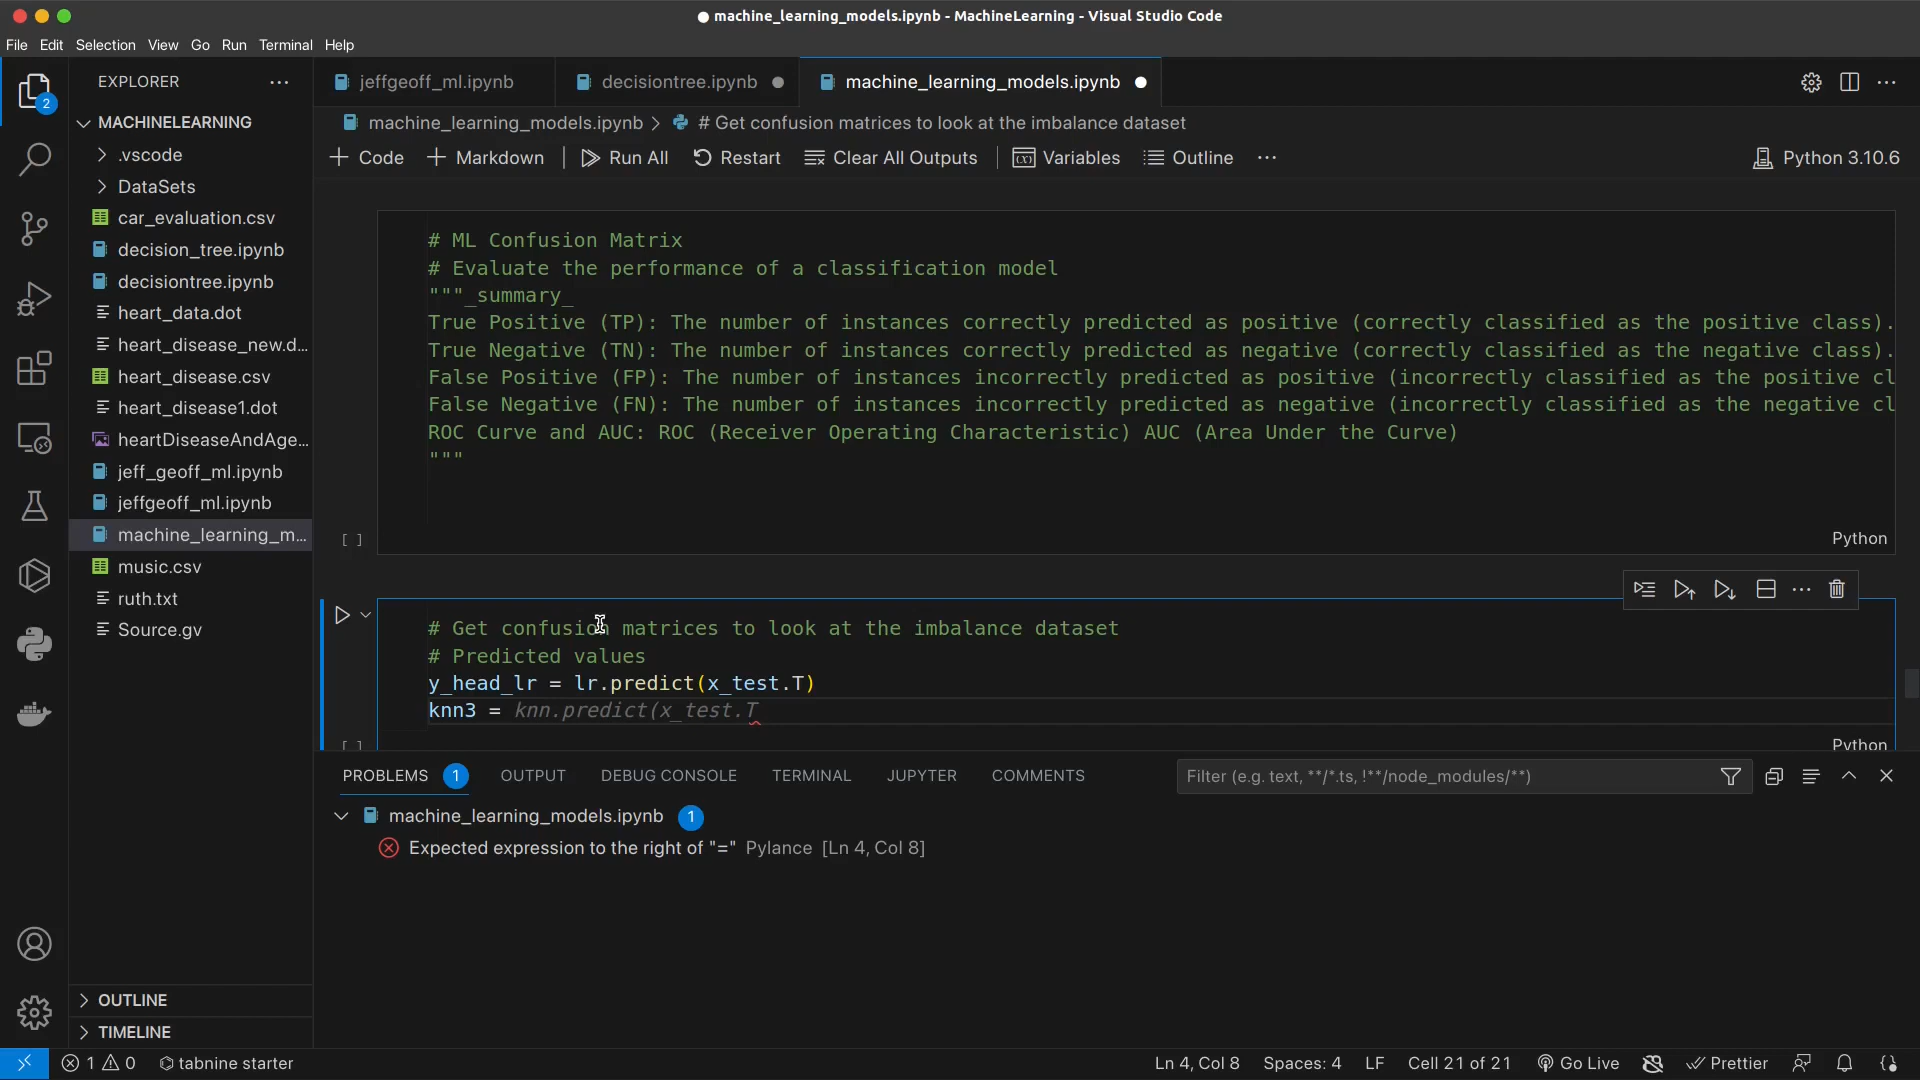 machine_learning_models.ipynb - MachineLearning - Visual Studio Code
File Edit Selection View Go Run Terminal Help
EXPLORER
2
MACHINELEARNING
.vscode
DataSets
car_evaluation.csv
decision_tree.ipynb
decisiontree.ipynb
heart_data.dot
heart_disease_new.d...
heart_disease.csv
heart_disease1.dot
heartDiseaseAndAge...
jeff_geoff_ml.ipynb
jeffgeoff_ml.ipynb
machine_learning_m...
music.csv
ruth.txt
Source.gv
OUTLINE
TIMELINE
jeffgeoff_ml.ipynb decisiontree.ipynb machine_learning_models.ipynb
machine_learning_models.ipynb > # Get confusion matrices to look at the imbalance dataset
+ Code + Markdown Run All Restart Clear All Outputs Variables Outline ... Python 3.10.6
# ML Confusion Matrix
# Evaluate the performance of a classification model
"""_summary_
True Positive (TP): The number of instances correctly predicted as positive (correctly classified as the positive class).
True Negative (TN): The number of instances correctly predicted as negative (correctly classified as the negative class).
False Positive (FP): The number of instances incorrectly predicted as positive (incorrectly classified as the positive cl
False Negative (FN): The number of instances incorrectly predicted as negative (incorrectly classified as the negative cl
ROC Curve and AUC: ROC (Receiver Operating Characteristic) AUC (Area Under the Curve)
"""
[ ] Python
# Get confusion matrices to look at the imbalance dataset
# Predicted values
y_head_lr = lr.predict(x_test.T)
knn3 = knn.predict(x_test.T
[ ] Python
PROBLEMS 1 OUTPUT DEBUG CONSOLE TERMINAL JUPYTER COMMENTS Filter (e.g. text, **/*.ts, !**/node_modules/**)
machine_learning_models.ipynb 1
Expected expression to the right of "=" Pylance [Ln 4, Col 8]
1 0 tabnine starter Ln 4, Col 8 Spaces: 4 LF Cell 21 of 21 Go Live Prettier